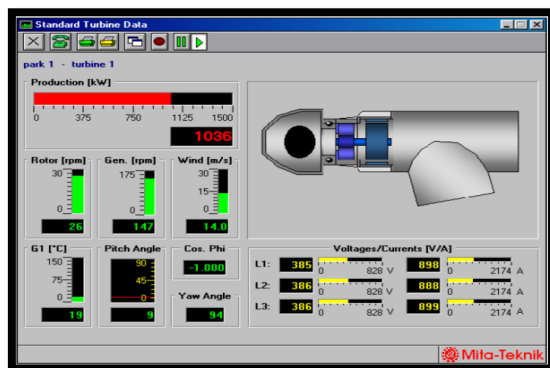 Standard Turbine Data
park 1 - turbine 1
Production [kW]
0 375 750 1125 1500
1036
Rotor [rpm] Gen. [rpm] Wind [m/s]
30 175 30
15
0 0 0
26 147 14.0
G1 [°C] Pitch Angle Cos. Phi Voltages/Currents [V/A]
150 90 -1.000 L1: 385 0 828 V 898 0 2174 A
75 45 L2: 386 0 828 V 888 0 2174 A
0 0 Yaw Angle L3: 386 0 828 V 899 0 2174 A
19 9 94
Mita-Teknik